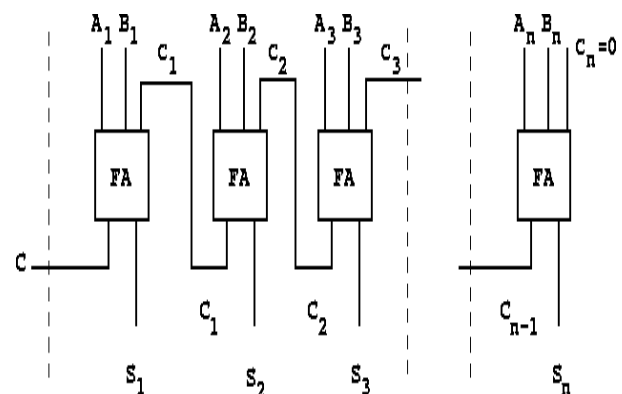 A₁ B₁ A₂ B₂ A₃ B₃ Aₙ Bₙ
C₁ C₂ C₃ Cₙ=0
FA FA FA FA
C
C₁ C₂ Cₙ₋₁
S₁ S₂ S₃ Sₙ